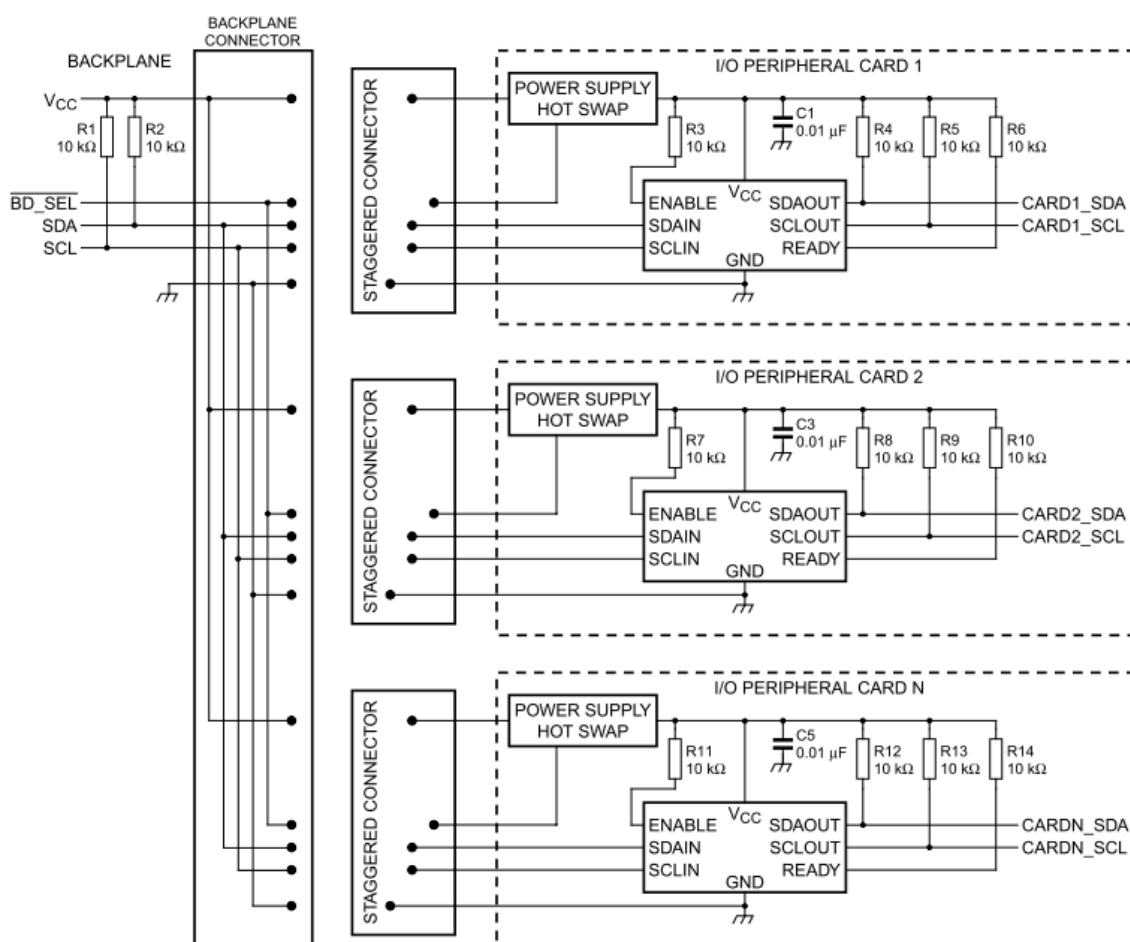 BACKPLANE
CONNECTOR
BACKPLANE
VCC
R1
10 kΩ
R2
10 kΩ
BD_SEL
SDA
SCL
STAGGERED CONNECTOR
I/O PERIPHERAL CARD 1
POWER SUPPLY
HOT SWAP
R3
10 kΩ
C1
0.01 µF
R4
10 kΩ
R5
10 kΩ
R6
10 kΩ
VCC
ENABLE
SDAIN
SCLIN
SDAOUT
SCLOUT
READY
GND
CARD1_SDA
CARD1_SCL
STAGGERED CONNECTOR
I/O PERIPHERAL CARD 2
POWER SUPPLY
HOT SWAP
R7
10 kΩ
C3
0.01 µF
R8
10 kΩ
R9
10 kΩ
R10
10 kΩ
VCC
ENABLE
SDAIN
SCLIN
SDAOUT
SCLOUT
READY
GND
CARD2_SDA
CARD2_SCL
STAGGERED CONNECTOR
I/O PERIPHERAL CARD N
POWER SUPPLY
HOT SWAP
R11
10 kΩ
C5
0.01 µF
R12
10 kΩ
R13
10 kΩ
R14
10 kΩ
VCC
ENABLE
SDAIN
SCLIN
SDAOUT
SCLOUT
READY
GND
CARDN_SDA
CARDN_SCL